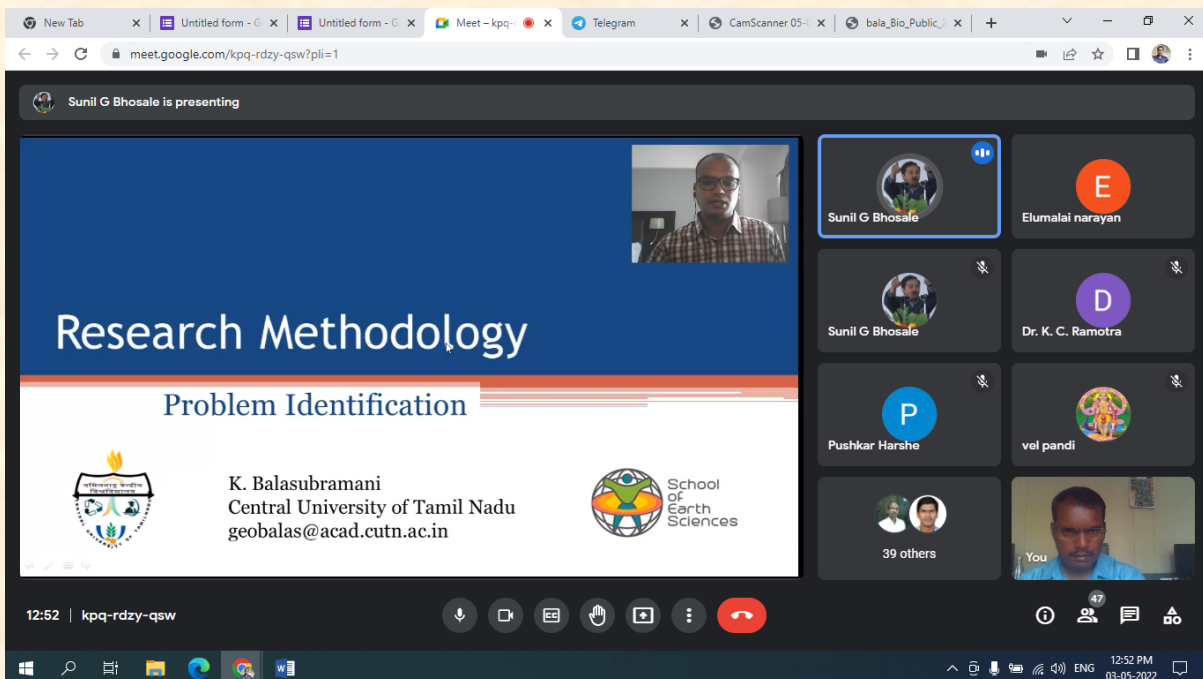 New Tab
Untitled form - G
Untitled form - G
Meet – kpq-
Telegram
CamScanner 05-
bala_Bio_Public_2
meet.google.com/kpq-rdzy-qsw?pli=1
Sunil G Bhosale is presenting
Research Methodology
Problem Identification
K. Balasubramani
Central University of Tamil Nadu
geobalas@acad.cutn.ac.in
School
of
Earth
Sciences
Sunil G Bhosale
E
Elumalai narayan
Sunil G Bhosale
D
Dr. K. C. Ramotra
P
Pushkar Harshe
vel pandi
39 others
You
12:52 | kpq-rdzy-qsw
CC
47
ENG
12:52 PM
03-05-2022